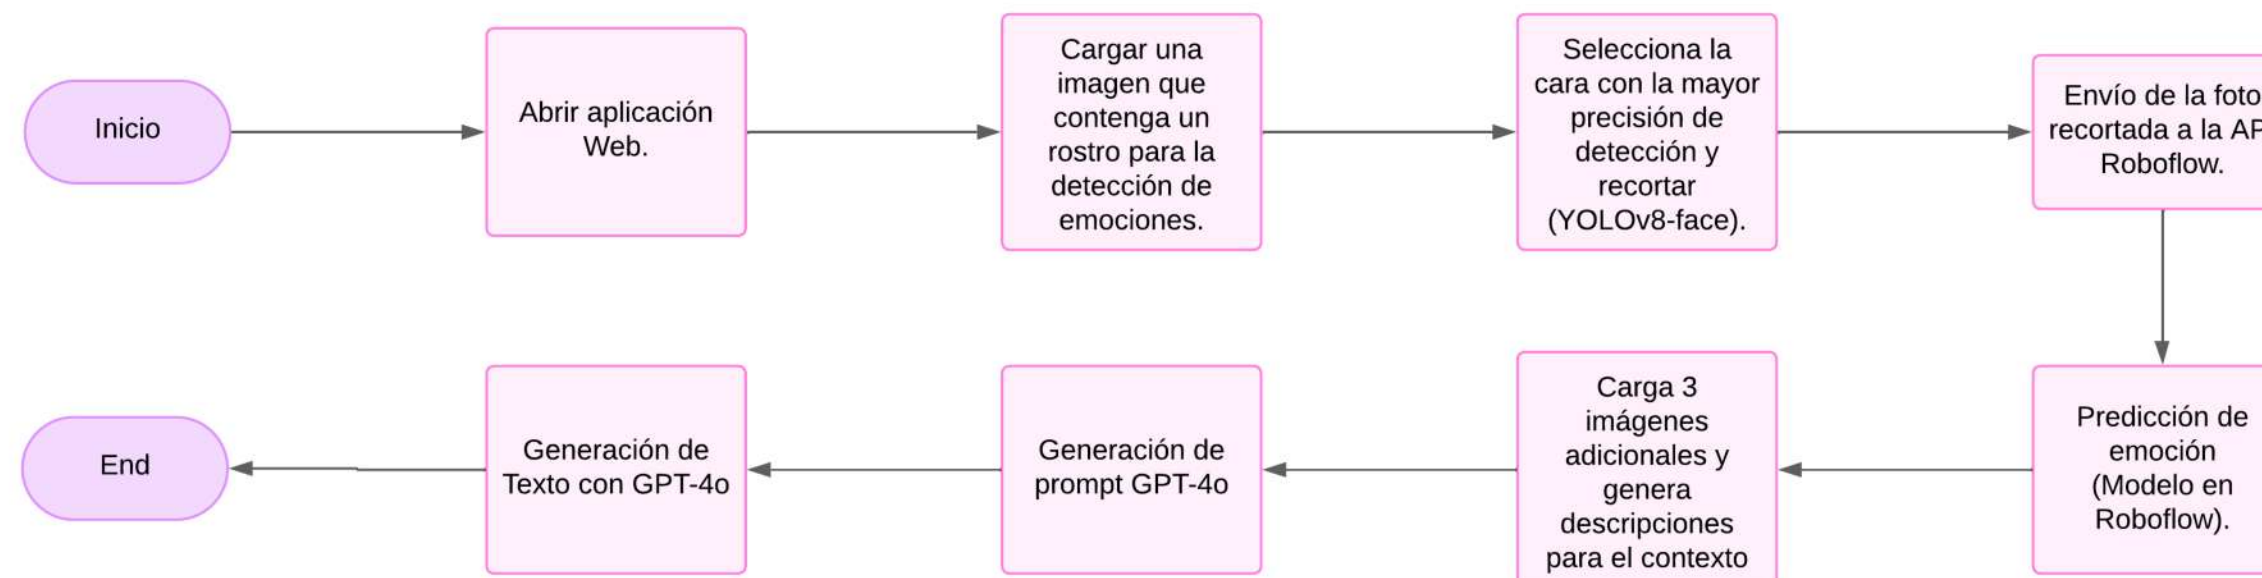 Inicio
Abrir aplicación
Web.
Cargar una
imagen que
contenga un
rostro para la
detección de
emociones.
Selecciona la
cara con la mayor
precisión de
detección y
recortar
(YOLOv8-face).
Envío de la foto
recortada a la AP
Roboflow.
Predicción de
emoción
(Modelo en
Roboflow).
Carga 3
imágenes
adicionales y
genera
descripciones
para el contexto
Generación de
prompt GPT-4o
Generación de
Texto con GPT-4o
End